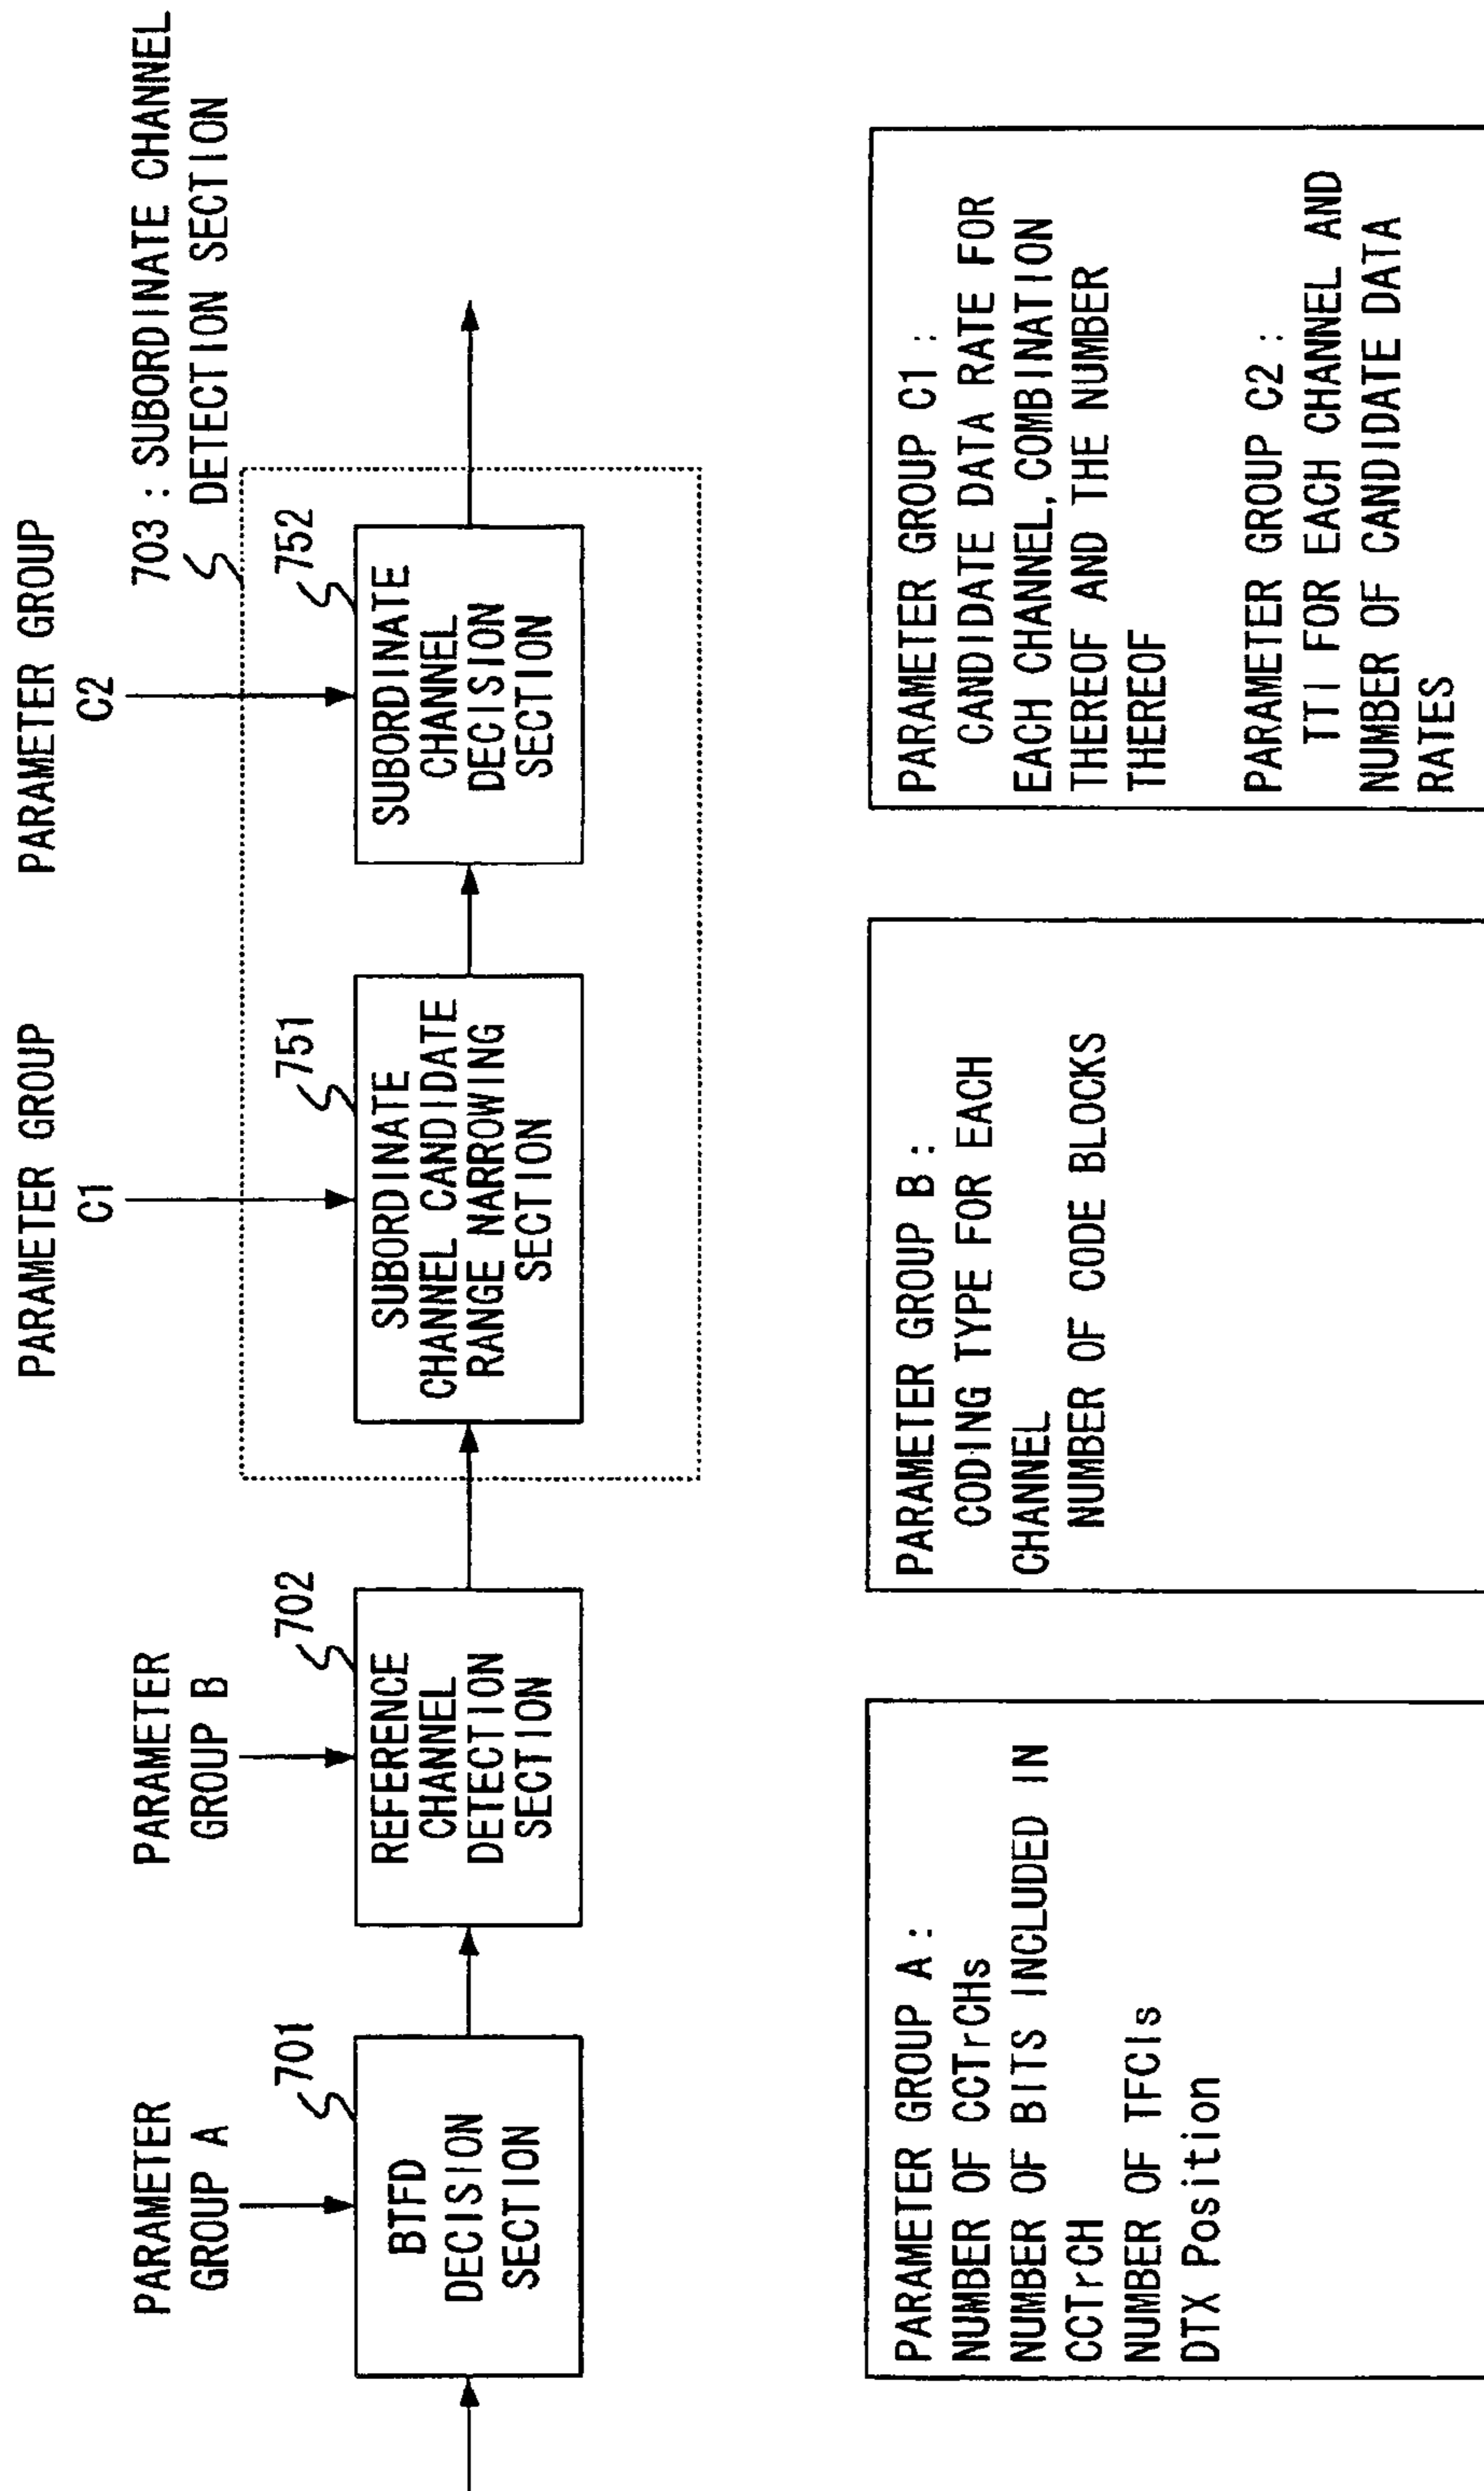 PARAMETER
GROUP A
701
BTFD
DECISION
SECTION
PARAMETER
GROUP B
702
REFERENCE
CHANNEL
DETECTION
SECTION
PARAMETER GROUP
C1
751
SUBORDINATE
CHANNEL CANDIDATE
RANGE NARROWING
SECTION
PARAMETER GROUP
C2
703 : SUBORDINATE CHANNEL
DETECTION SECTION
752
SUBORDINATE
CHANNEL
DECISION
SECTION
PARAMETER GROUP A :
NUMBER OF CCTrCHs
NUMBER OF BITS INCLUDED IN
CCTrCH
NUMBER OF TFCIs
DTX Position
PARAMETER GROUP B :
CODING TYPE FOR EACH
CHANNEL
NUMBER OF CODE BLOCKS
PARAMETER GROUP C1 :
CANDIDATE DATA RATE FOR
EACH CHANNEL, COMBINATION
THEREOF AND THE NUMBER
THEREOF
PARAMETER GROUP C2 :
TTI FOR EACH CHANNEL AND
NUMBER OF CANDIDATE DATA
RATES